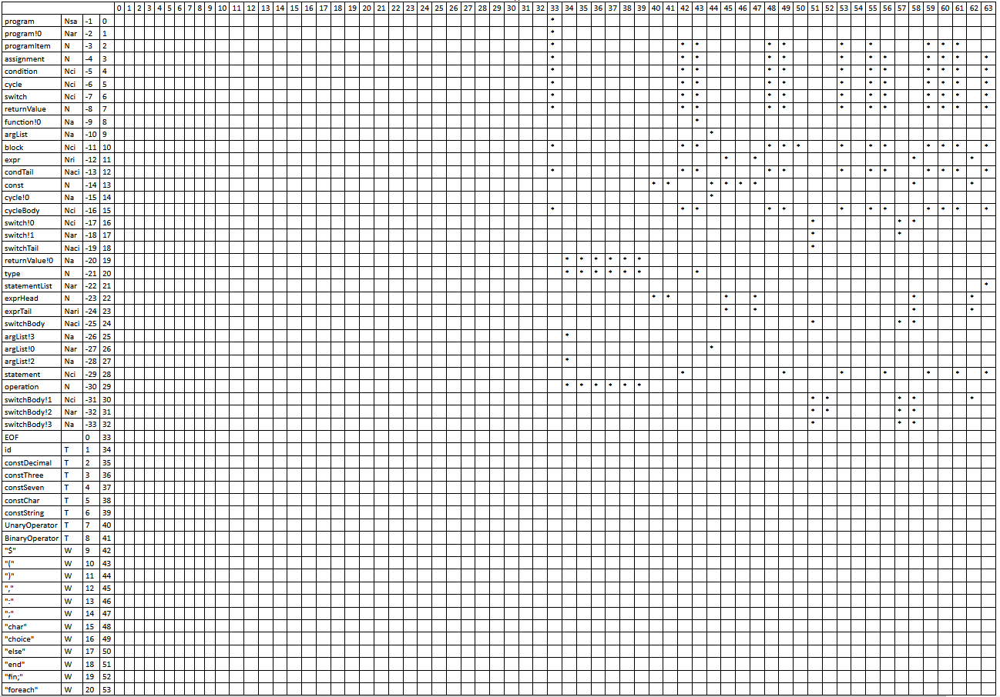 0 1 2 3 4 5 6 7 8 9 10 11 12 13 14 15 16 17 18 19 20 21 22 23 24 25 26 27 28 29 30 31 32 33 34 35 36 37 38 39 40 41 42 43 44 45 46 47 48 49 50 51 52 53 54 55 56 57 58 59 60 61 62 63
program Nsa -1 0 *
program!0 Nar -2 1 *
programItem N -3 2 * * * * * * * * * *
assignment N -4 3 * * * * * * * * * * * *
condition Nci -5 4 * * * * * * * * * * * *
cycle Nci -6 5 * * * * * * * * * * * *
switch Nci -7 6 * * * * * * * * * * * *
returnValue N -8 7 * * * * * * * * * * * *
function!0 Na -9 8 *
argList Na -10 9 *
block Nci -11 10 * * * * * * * * * * * * *
expr Nri -12 11 * * * *
condTail Naci -13 12 * * * * * * * * * * * *
const N -14 13 * * * * * * * *
cycle!0 Na -15 14 *
cycleBody Nci -16 15 * * * * * * * * * * * *
switch!0 Nci -17 16 * * *
switch!1 Nar -18 17 * *
switchTail Naci -19 18 *
returnValue!0 Na -20 19 * * * * * *
type N -21 20 * * * * * * *
statementList Nar -22 21 *
exprHead N -23 22 * * * * * *
exprTail Nari -24 23 * * * *
switchBody Naci -25 24 * * *
argList!3 Na -26 25 *
argList!0 Nar -27 26 *
argList!2 Na -28 27 *
statement Nci -29 28 * * * * * * *
operation N -30 29 * * * * * *
switchBody!1 Nci -31 30 * * * * *
switchBody!2 Nar -32 31 * * * *
switchBody!3 Na -33 32 * * *
EOF 0 33
id T 1 34
constDecimal T 2 35
constThree T 3 36
constSeven T 4 37
constChar T 5 38
constString T 6 39
UnaryOperator T 7 40
BinaryOperator T 8 41
"$" W 9 42
"(" W 10 43
")" W 11 44
"," W 12 45
":" W 13 46
";" W 14 47
"char" W 15 48
"choice" W 16 49
"else" W 17 50
"end" W 18 51
"fin;" W 19 52
"foreach" W 20 53